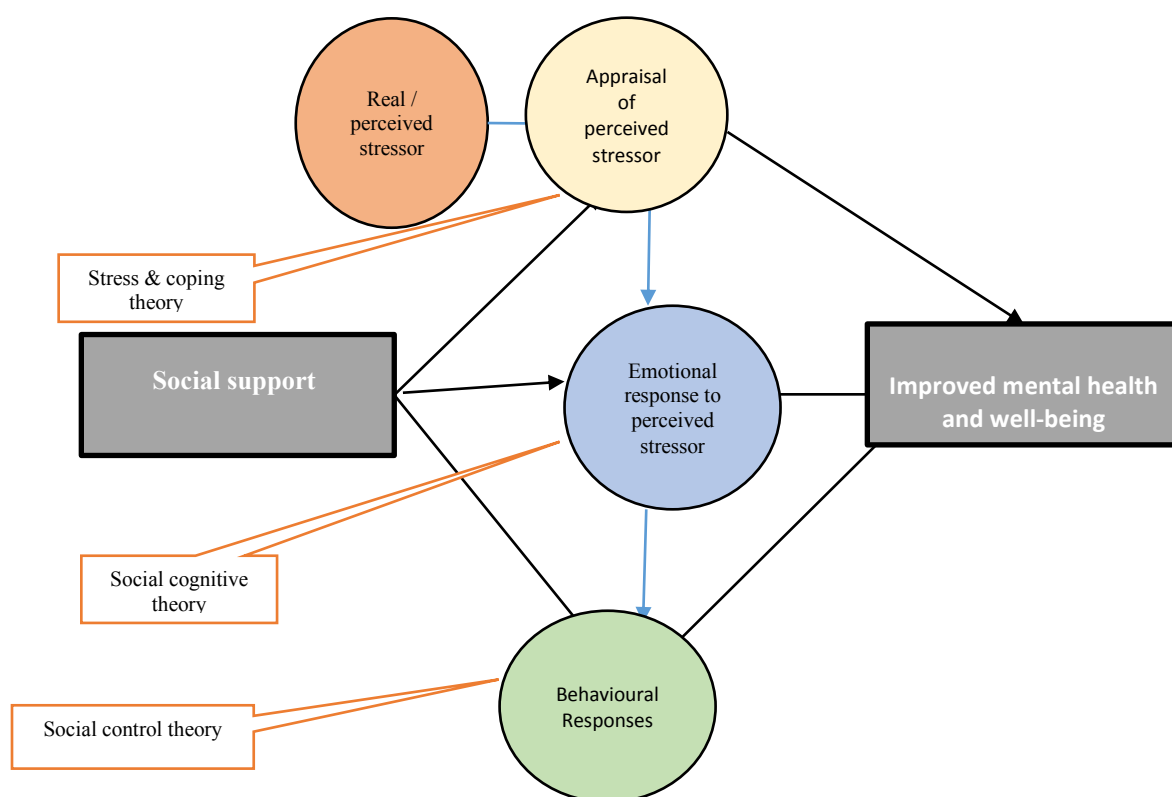 Real /
perceived
stressor
Appraisal
of
perceived
stressor
Stress & coping
theory
Social support
Emotional
response to
perceived
stressor
Improved mental health
and well-being
Social cognitive
theory
Social control theory
Behavioural
Responses